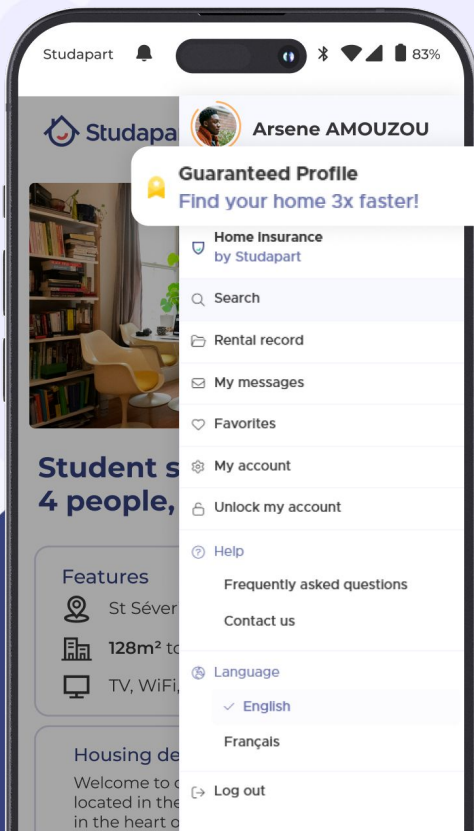 Studapart
83%
Studapa
Arsene AMOUZOU
Guaranteed Profile
Find your home 3x faster!
Home Insurance
by Studapart
Search
Rental record
My messages
Favorites
My account
Unlock my account
Help
Frequently asked questions
Contact us
Language
English
Français
Log out
Student s
4 people,
Features
St Séver
128m² to
TV, WiFi,
Housing de
Welcome to
located in the
in the heart o